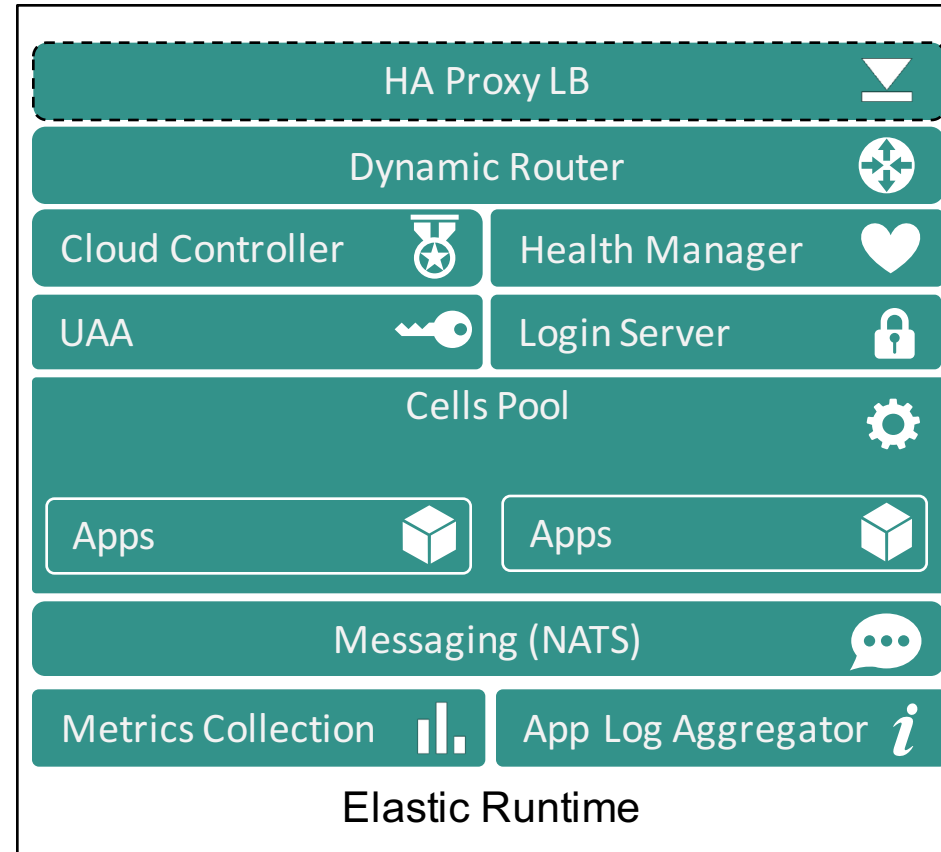 HA Proxy LB
Dynamic Router
Cloud Controller
Health Manager
UAA
Login Server
Cells Pool
Apps
Apps
Messaging (NATS)
Metrics Collection
App Log Aggregator
Elastic Runtime